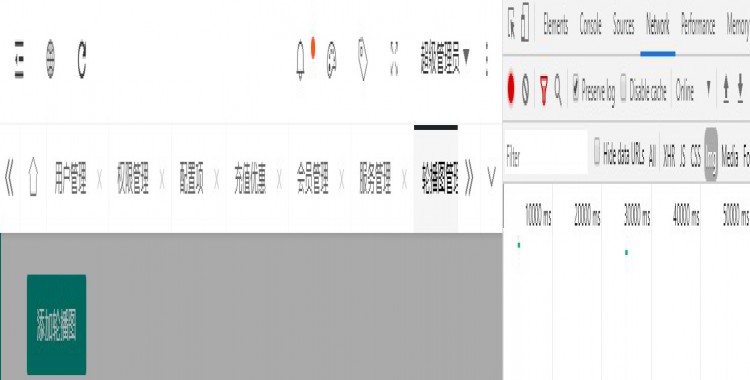 超级管理员
用户管理 权限管理 配置项 充值优惠 会员管理 服务管理 轮播图管理
添加轮播图
Elements Console Sources Network Performance Memory
Preserve log Disable cache Online
Filter Hide data URLs All XHR JS CSS Img Media Fo
10000 ms 20000 ms 30000 ms 40000 ms 50000 ms